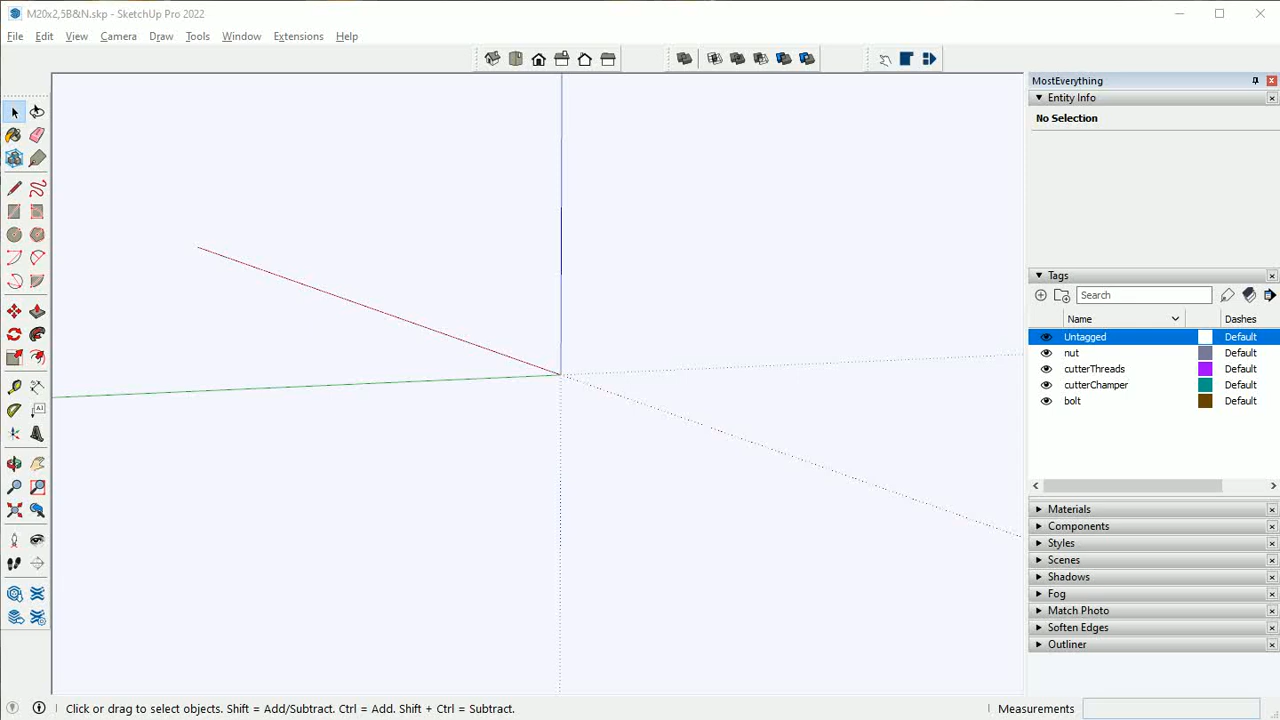 M20x2,5B&N.skp - SketchUp Pro 2022
File Edit View Camera Draw Tools Window Extensions Help
MostEverything
Entity Info
No Selection
Tags
Search
Name Dashes
Untagged Default
nut Default
cutterThreads Default
cutterChamper Default
bolt Default
Materials
Components
Styles
Scenes
Shadows
Fog
Match Photo
Soften Edges
Outliner
Click or drag to select objects. Shift = Add/Subtract. Ctrl = Add. Shift + Ctrl = Subtract. Measurements